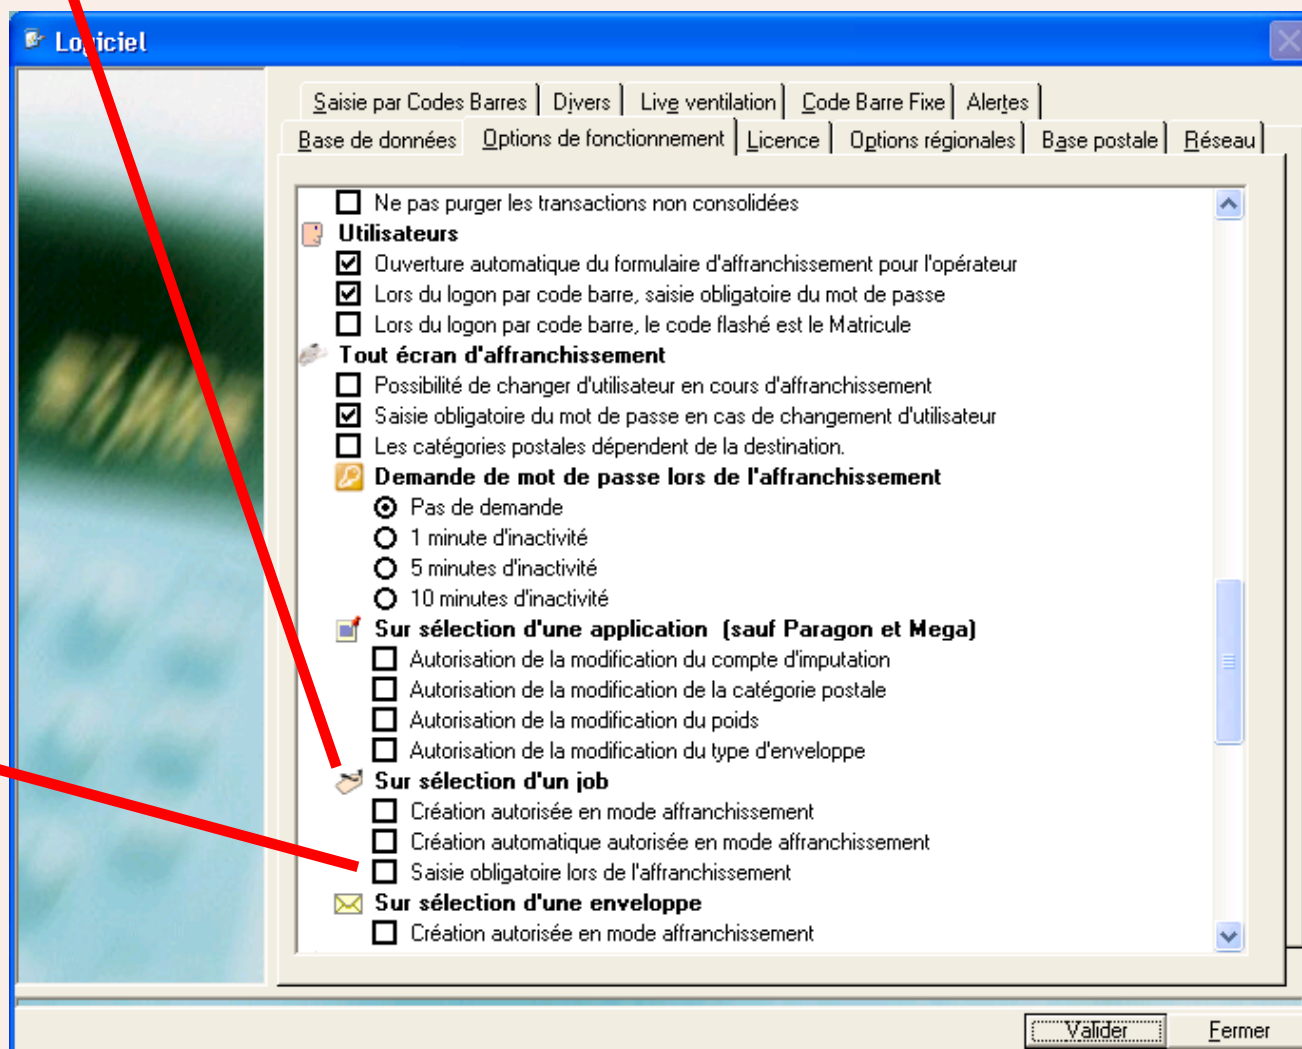 Logiciel
Saisie par Codes Barres Divers Live ventilation Code Barre Fixe Alertes
Base de données Options de fonctionnement Licence Options régionales Base postale Réseau
Ne pas purger les transactions non consolidées
Utilisateurs
Ouverture automatique du formulaire d'affranchissement pour l'opérateur
Lors du logon par code barre, saisie obligatoire du mot de passe
Lors du logon par code barre, le code flashé est le Matricule
Tout écran d'affranchissement
Possibilité de changer d'utilisateur en cours d'affranchissement
Saisie obligatoire du mot de passe en cas de changement d'utilisateur
Les catégories postales dépendent de la destination.
Demande de mot de passe lors de l'affranchissement
Pas de demande
1 minute d'inactivité
5 minutes d'inactivité
10 minutes d'inactivité
Sur sélection d'une application (sauf Paragon et Mega)
Autorisation de la modification du compte d'imputation
Autorisation de la modification de la catégorie postale
Autorisation de la modification du poids
Autorisation de la modification du type d'enveloppe
Sur sélection d'un job
Création autorisée en mode affranchissement
Création automatique autorisée en mode affranchissement
Saisie obligatoire lors de l'affranchissement
Sur sélection d'une enveloppe
Création autorisée en mode affranchissement
Valider Fermer